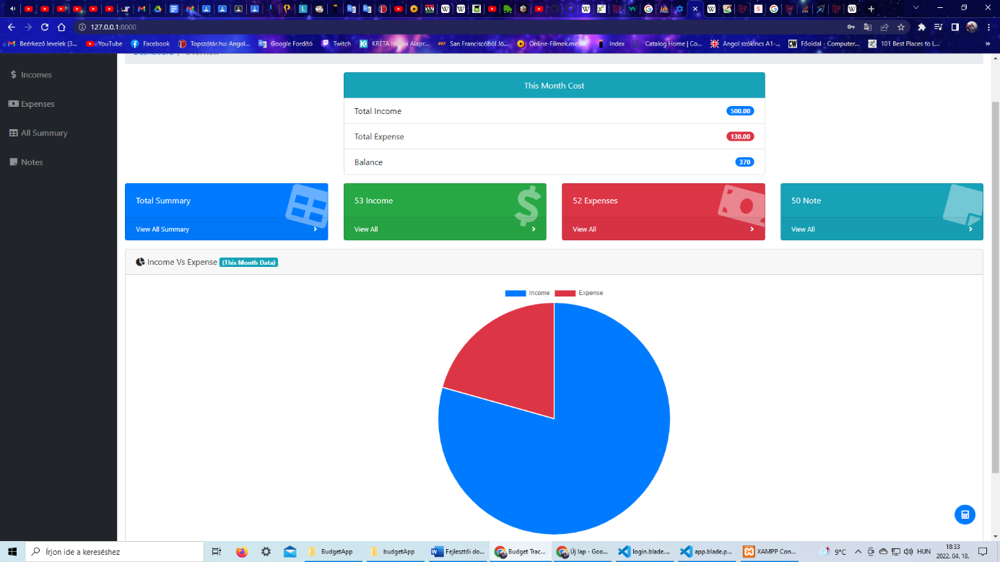 127.0.0.1:8000
Beérkező levelek (3...
YouTube
Facebook
Topszótár.hu: Angol...
Google Fordító
Twitch
KRÉTA Iskolai Alapr...
San Franciscóból Jó...
Online-Filmek.me
Index
Catalog Home | Co...
Angol szókincs A1-...
Főoldal - Computer...
101 Best Places to L...
»
Incomes
Expenses
All Summary
Notes
This Month Cost
Total Income 500.00
Total Expense 130.00
Balance 370
Total Summary
View All Summary
53 Income
View All
52 Expenses
View All
50 Note
View All
Income Vs Expense (This Month Data)
Income Expense
Írjon ide a kereséshez
BudgetApp
budgetApp
Fejlesztői do...
Budget Trac...
Új lap - Goo...
login.blade....
app.blade.p...
XAMPP Con...
9°C
HUN
18:33
2022. 04. 18.